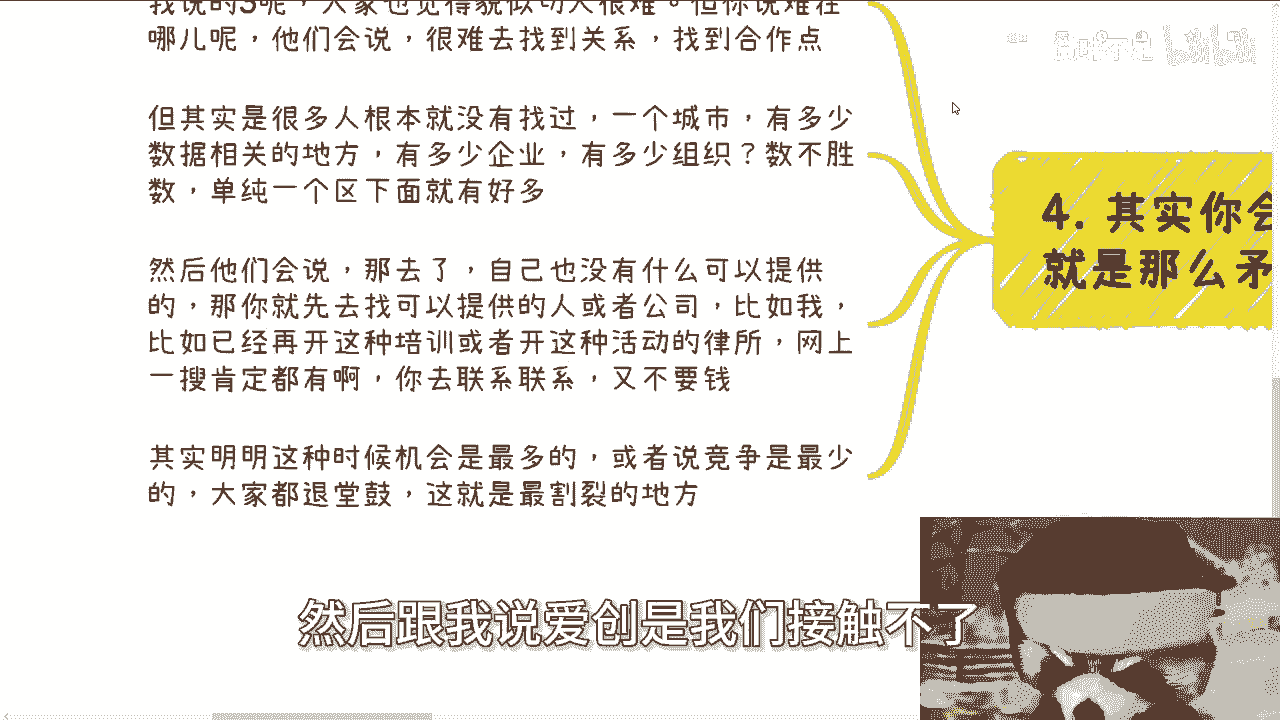 我说的3呢，大家也觉得貌似切入很难。但你说难在
哪儿呢，他们会说，很难去找到关系，找到合作点
但其实是很多人根本就没有找过，一个城市，有多少
数据相关的地方，有多少企业，有多少组织？数不胜
数，单纯一个区下面就有好多
然后他们会说，那去了，自己也没有什么可以提供
的，那你就先去找可以提供的人或者公司，比如我，
比如已经再开这种培训或者开这种活动的律所，网上
一搜肯定都有啊，你去联系联系，又不要钱
其实明明这种时候机会是最多的，或者说竞争是最少
的，大家都退堂鼓，这就是最割裂的地方
4. 其实你会
就是那么矛
bilibili
然后跟我说爱创是我们接触不了